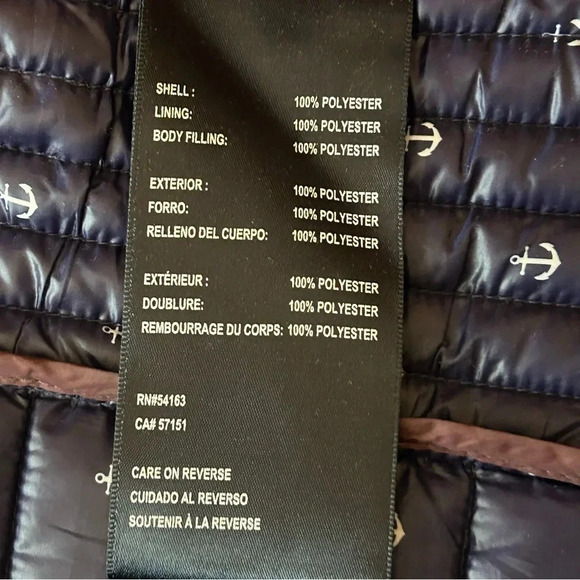 SHELL : 100% POLYESTER
LINING: 100% POLYESTER
BODY FILLING: 100% POLYESTER
EXTERIOR : 100% POLYESTER
FORRO: 100% POLYESTER
RELLENO DEL CUERPO: 100% POLYESTER
EXTÉRIEUR : 100% POLYESTER
DOUBLURE: 100% POLYESTER
REMBOURRAGE DU CORPS: 100% POLYESTER
RN#54163
CA# 57151
CARE ON REVERSE
CUIDADO AL REVERSO
SOUTENIR À LA REVERSE